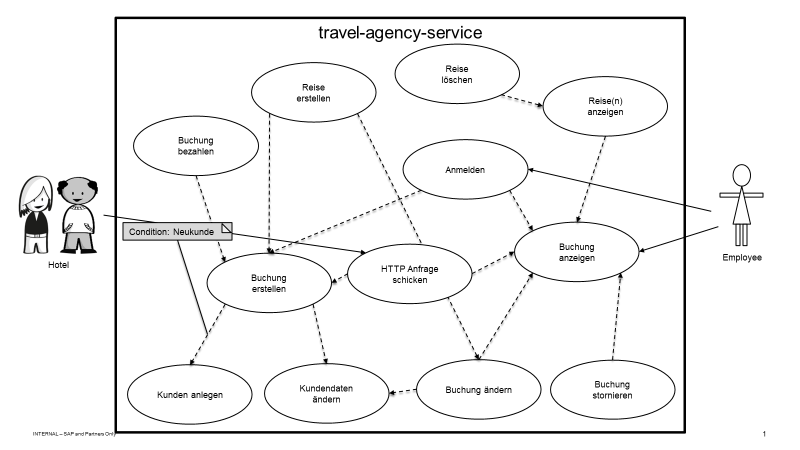 travel-agency-service
Reise
löschen
Reise
erstellen
Reise(n)
anzeigen
Buchung
bezahlen
Anmelden
Condition: Neukunde
Hotel
Employee
Buchung
erstellen
HTTP Anfrage
schicken
Buchung
anzeigen
Kunden anlegen
Kundendaten
ändern
Buchung ändern
Buchung
stornieren
INTERNAL – SAP and Partners Only
1